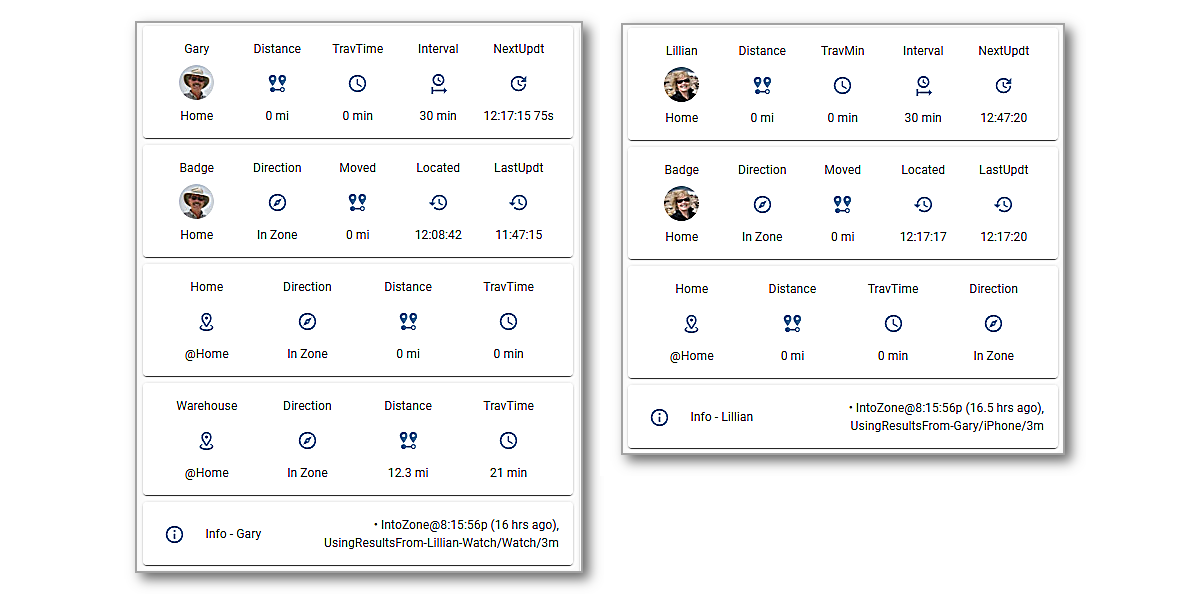 Gary Distance TravTime Interval NextUpdt
Home 0 mi 0 min 30 min 12:17:15 75s
Badge Direction Moved Located LastUpdt
Home In Zone 0 mi 12:08:42 11:47:15
Home Direction Distance TravTime
@Home In Zone 0 mi 0 min
Warehouse Direction Distance TravTime
@Home In Zone 12.3 mi 21 min
Info - Gary
• IntoZone@8:15:56p (16 hrs ago),
UsingResultsFrom-Lillian-Watch/Watch/3m
Lillian Distance TravMin Interval NextUpdt
Home 0 mi 0 min 30 min 12:47:20
Badge Direction Moved Located LastUpdt
Home In Zone 0 mi 12:17:17 12:17:20
Home Distance TravTime Direction
@Home 0 mi 0 min In Zone
Info - Lillian
• IntoZone@8:15:56p (16.5 hrs ago),
UsingResultsFrom-Gary/iPhone/3m